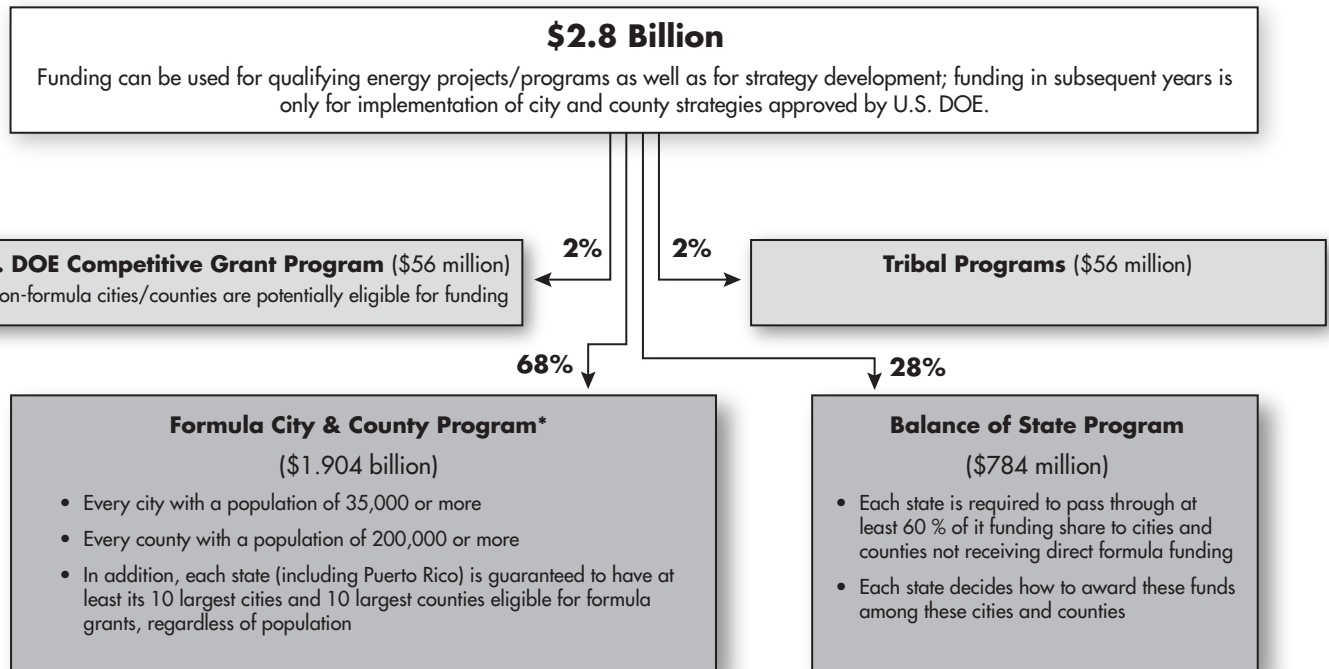 $2.8 Billion
Funding can be used for qualifying energy projects/programs as well as for strategy development; funding in subsequent years is
only for implementation of city and county strategies approved by U.S. DOE.
2%
2%
. DOE Competitive Grant Program ($56 million)
on-formula cities/counties are potentially eligible for funding
Tribal Programs ($56 million)
68%
28%
Formula City & County Program*
($1.904 billion)
• Every city with a population of 35,000 or more
• Every county with a population of 200,000 or more
• In addition, each state (including Puerto Rico) is guaranteed to have at
least its 10 largest cities and 10 largest counties eligible for formula
grants, regardless of population
Balance of State Program
($784 million)
• Each state is required to pass through at
least 60 % of it funding share to cities and
counties not receiving direct formula funding
• Each state decides how to award these funds
among these cities and counties